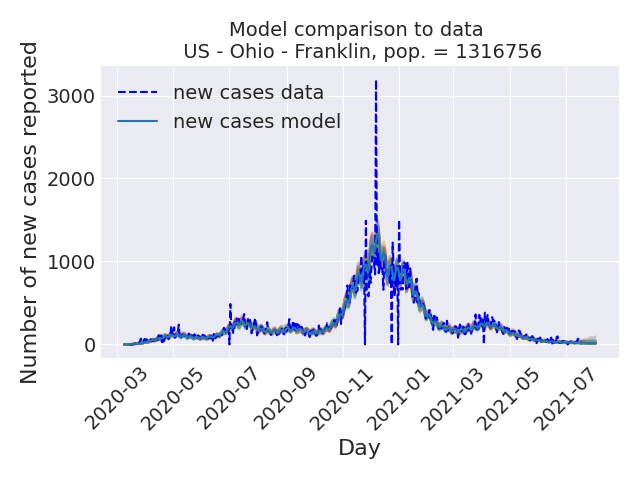 Model comparison to data
US - Ohio - Franklin, pop. = 1316756
Number of new cases reported
3000
2000
1000
0
new cases data
new cases model
2020-03
2020-05
2020-07
2020-09
2020-11
2021-01
2021-03
2021-05
2021-07
Day